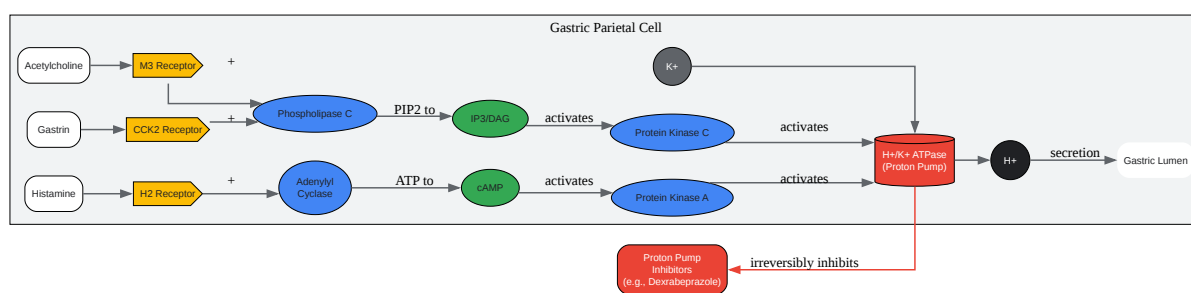 Gastric Parietal Cell
Acetylcholine
M3 Receptor
+
K+
Phospholipase C
PIP2 to
IP3/DAG
activates
Protein Kinase C
activates
Gastrin
CCK2 Receptor
+
H+/K+ ATPase
(Proton Pump)
H+
secretion
Gastric Lumen
Histamine
H2 Receptor
+
Adenylyl
Cyclase
ATP to
cAMP
activates
Protein Kinase A
activates
Proton Pump
Inhibitors
(e.g., Dexrabeprazole)
irreversibly inhibits